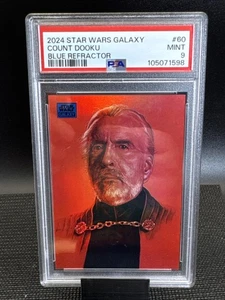 2024 STAR WARS GALAXY #60
COUNT DOOKU MINT
BLUE REFRACTOR 9
PSA 105071598